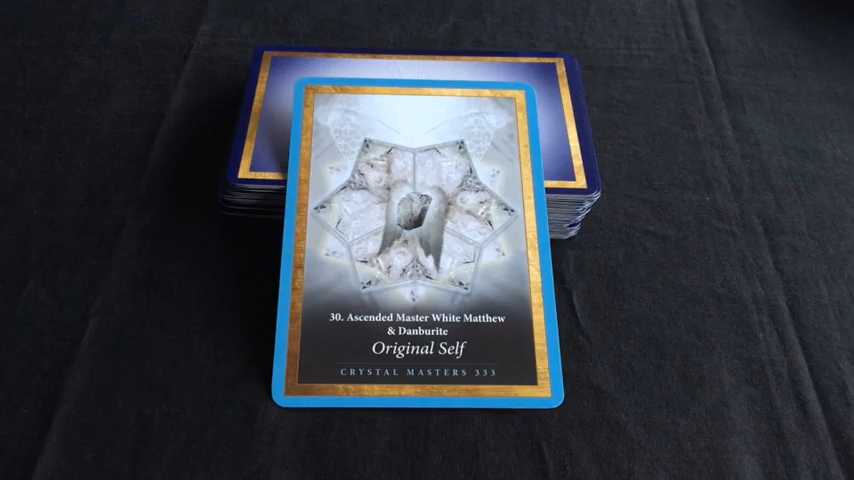 30. Ascended Master White Matthew
& Danburite
Original Self
CRYSTAL MASTERS 333